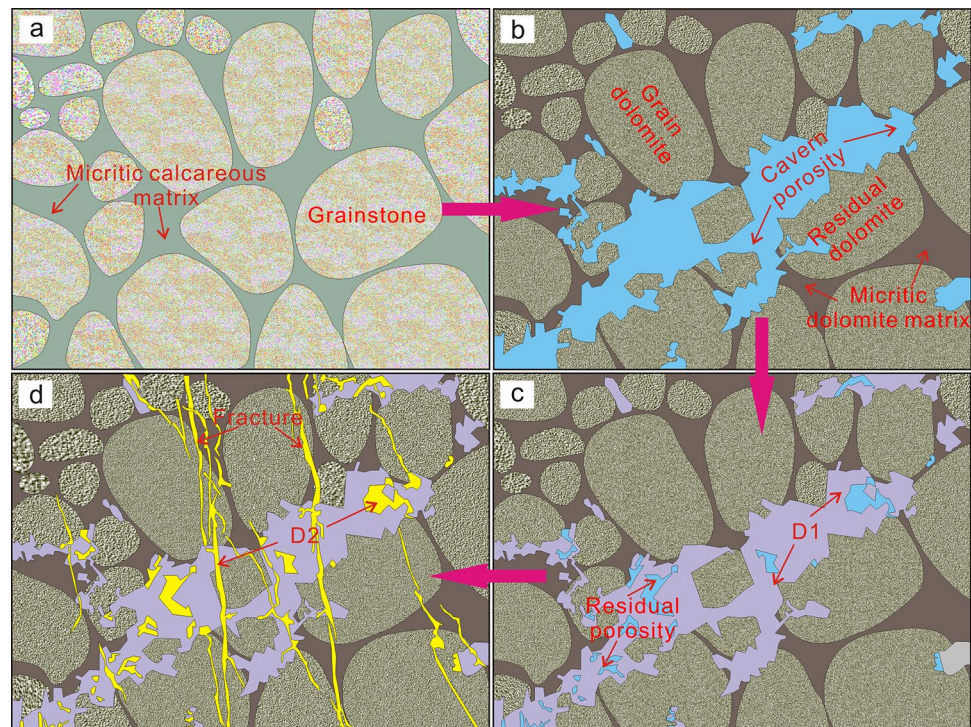 a
Micritic calcareous
matrix
Grainstone
b
Grain
dolomite
Cavern
porosity
Residual
dolomite
Micritic
dolomite matrix
d
Fracture
D2
c
D1
Residual
porosity